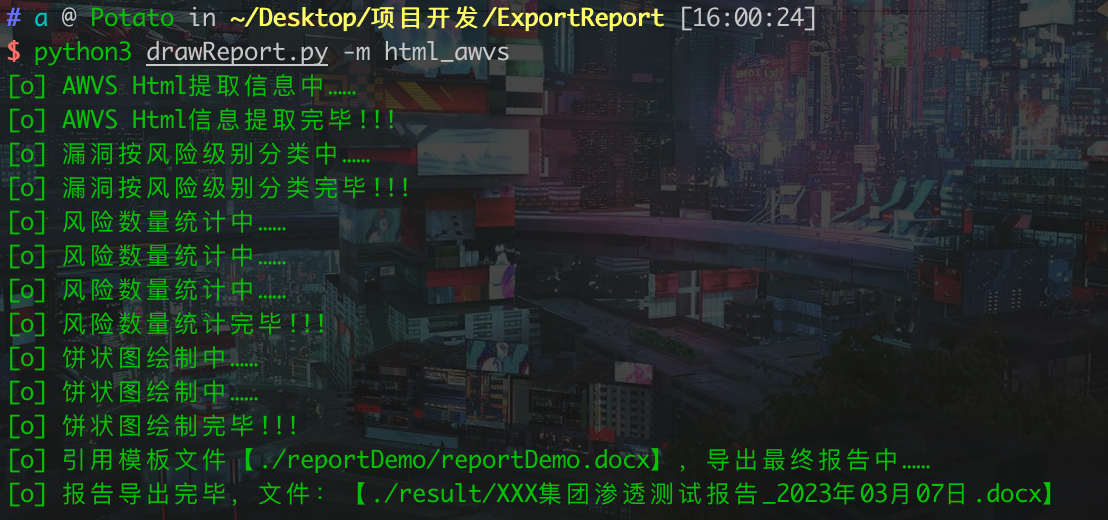 # a @ Potato in ~/Desktop/项目开发/ExportReport [16:00:24]
$ python3 drawReport.py -m html_awvs
[o] AWVS Html提取信息中……
[o] AWVS Html信息提取完毕!!!
[o] 漏洞按风险级别分类中……
[o] 漏洞按风险级别分类完毕!!!
[o] 风险数量统计中……
[o] 风险数量统计中……
[o] 风险数量统计中……
[o] 风险数量统计完毕!!!
[o] 饼状图绘制中……
[o] 饼状图绘制中……
[o] 饼状图绘制完毕!!!
[o] 引用模板文件【./reportDemo/reportDemo.docx】, 导出最终报告中……
[o] 报告导出完毕, 文件: 【./result/XXX集团渗透测试报告_2023年03月07日.docx】